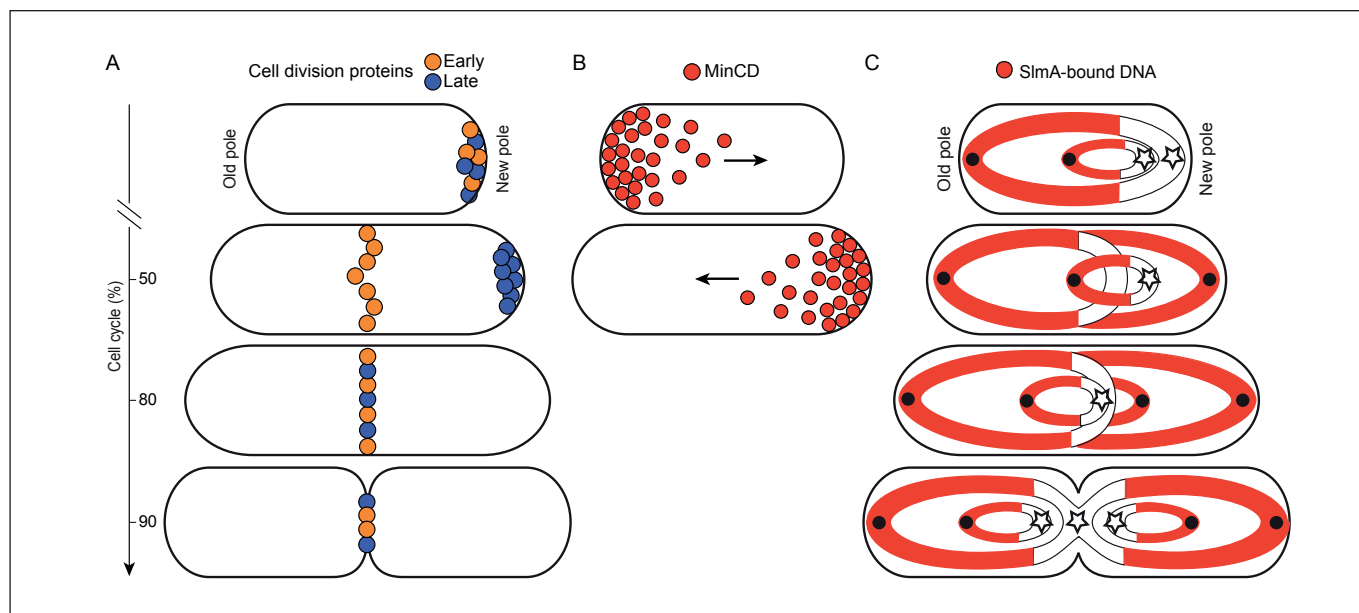 A
Cell division proteins
Early
Late
Old pole
New pole
B
MinCD
C
SlmA-bound DNA
Old pole
New pole
Cell cycle (%)
50
80
90